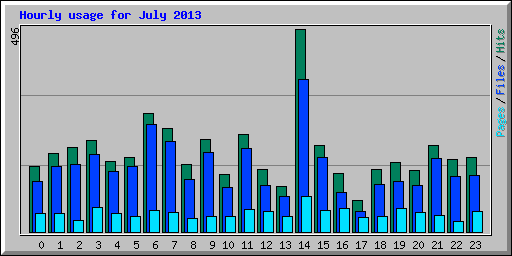 Hourly usage for July 2013
496
Pages/Files/Hits
0 1 2 3 4 5 6 7 8 9 10 11 12 13 14 15 16 17 18 19 20 21 22 23